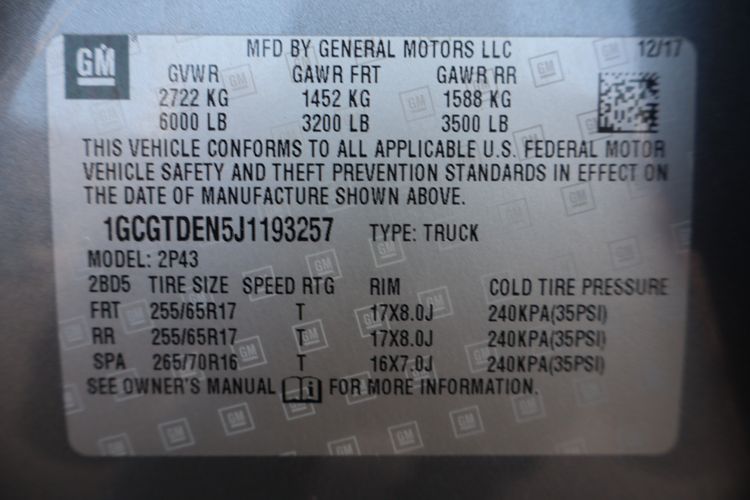 GM MFD BY GENERAL MOTORS LLC 12/17
GVWR GAWR FRT GAWR RR
2722 KG 1452 KG 1588 KG
6000 LB 3200 LB 3500 LB
THIS VEHICLE CONFORMS TO ALL APPLICABLE U.S. FEDERAL MOTOR
VEHICLE SAFETY AND THEFT PREVENTION STANDARDS IN EFFECT ON
THE DATE OF MANUFACTURE SHOWN ABOVE.
1GCGTDEN5J1193257 TYPE: TRUCK
MODEL: 2P43
2BD5 TIRE SIZE SPEED RTG RIM COLD TIRE PRESSURE
FRT 255/65R17 T 17X8.0J 240KPA(35PSI)
RR 255/65R17 T 17X8.0J 240KPA(35PSI)
SPA 265/70R16 T 16X7.0J 240KPA(35PSI)
SEE OWNER'S MANUAL FOR MORE INFORMATION.